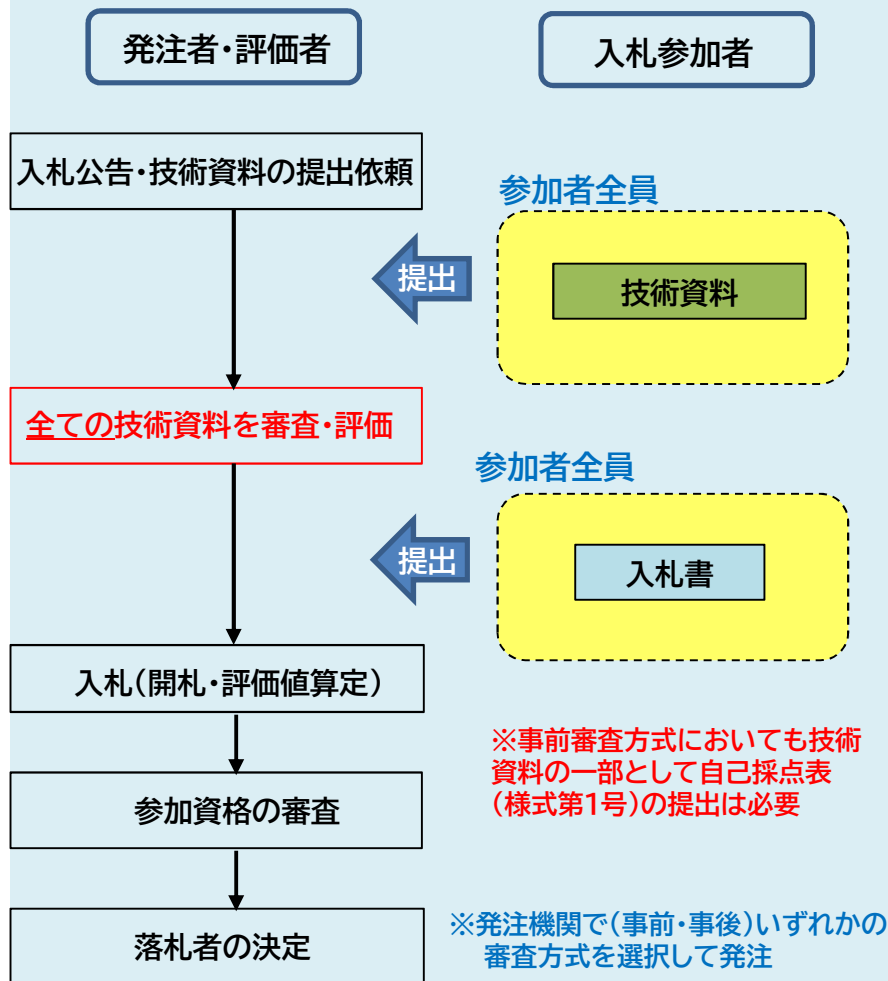 発注者・評価者
入札参加者
入札公告・技術資料の提出依頼
参加者全員
提出
技術資料
全ての技術資料を審査・評価
参加者全員
提出
入札書
入札(開札・評価値算定)
※事前審査方式においても技術
資料の一部として自己採点表
(様式第1号)の提出は必要
参加資格の審査
落札者の決定
※発注機関で(事前・事後)いずれかの
審査方式を選択して発注